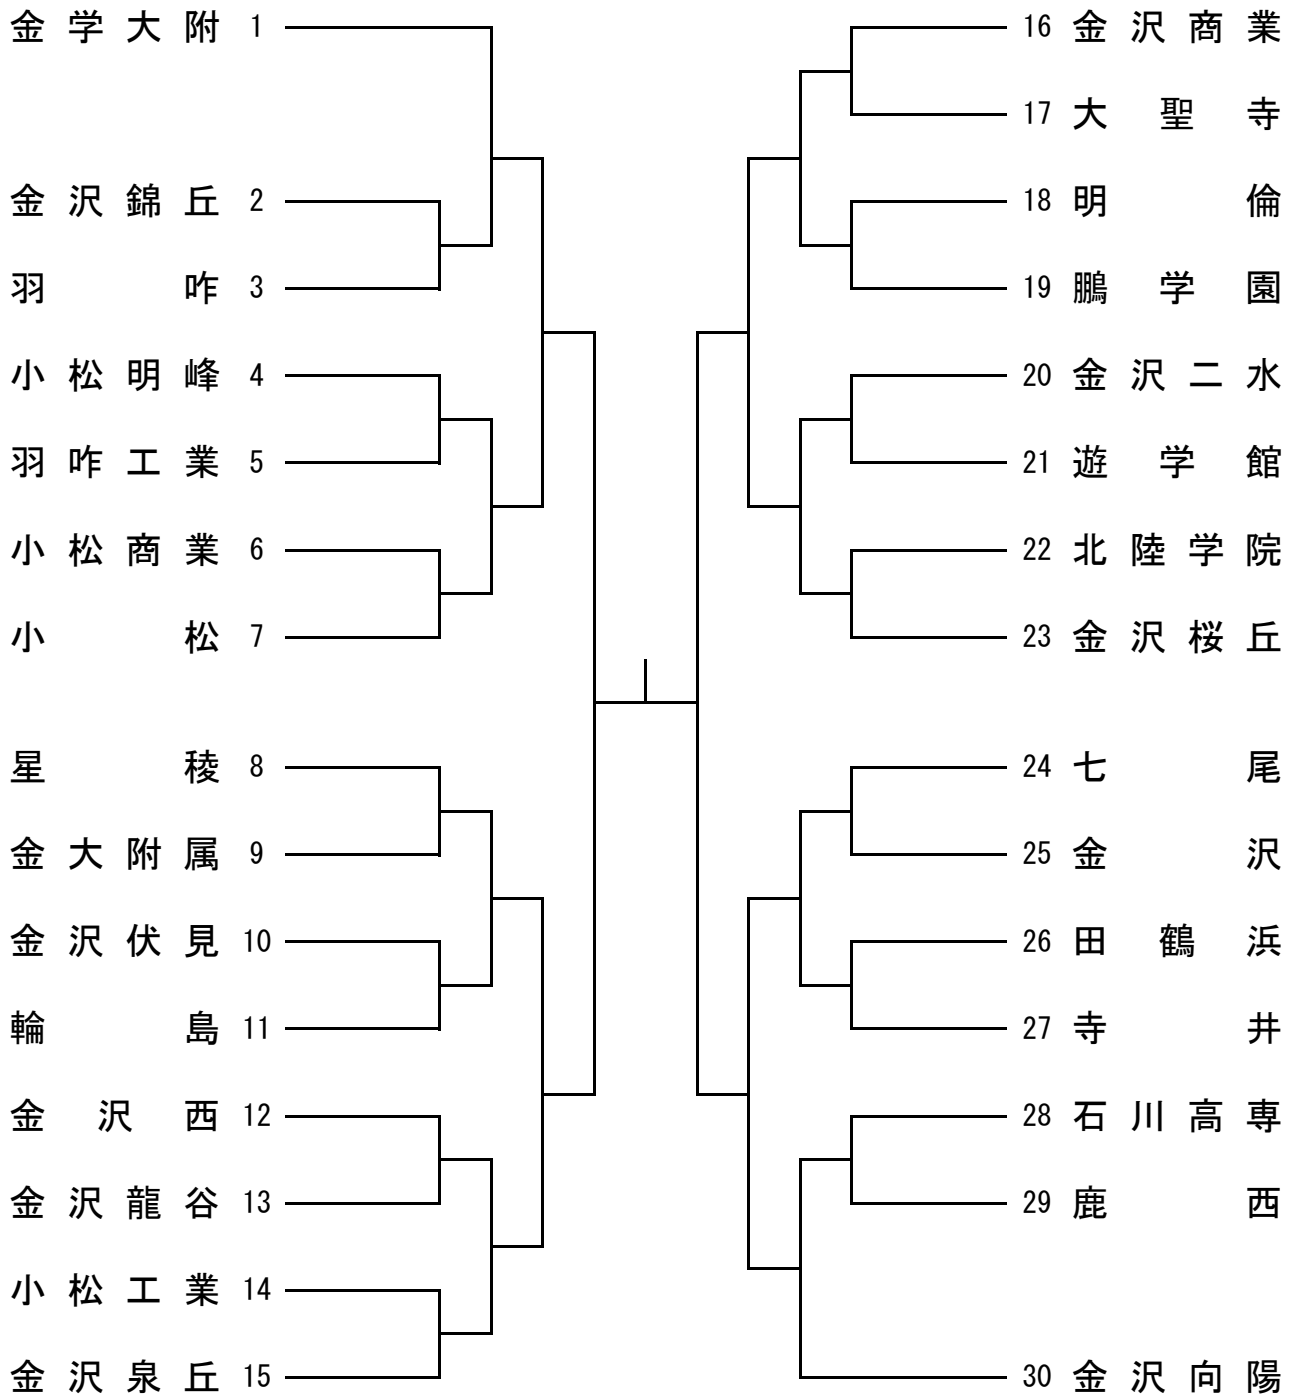 金学大附 1
金沢錦丘 2
羽咋 3
小松明峰 4
羽咋工業 5
小松商業 6
小松 7
星稜 8
金大附属 9
金沢伏見 10
輪島 11
金沢西 12
金沢龍谷 13
小松工業 14
金沢泉丘 15
16 金沢商業
17 大聖寺
18 明倫
19 鵬学園
20 金沢二水
21 遊学館
22 北陸学院
23 金沢桜丘
24 七尾
25 金沢
26 田鶴浜
27 寺井
28 石川高専
29 鹿西
30 金沢向陽